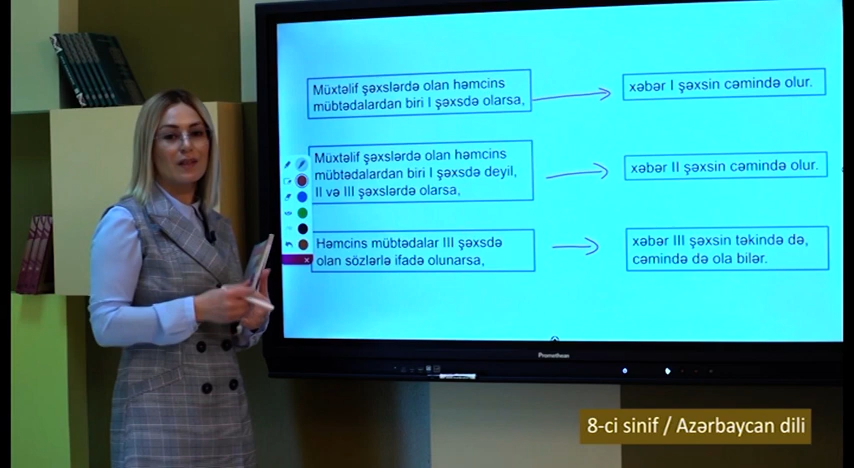 Müxtəlif şəxslərdə olan həmcins
mübtədalardan biri I şəxsdə olarsa,
xəbər I şəxsin cəmində olur.
Müxtəlif şəxslərdə olan həmcins
mübtədalardan biri I şəxsdə deyil,
II və III şəxslərdə olarsa,
xəbər II şəxsin cəmində olur.
Həmcins mübtədalar III şəxsdə
olan sözlərlə ifadə olunarsa,
xəbər III şəxsin təkində də,
cəmində də ola bilər.
Promethean
8-ci sinif / Azərbaycan dili